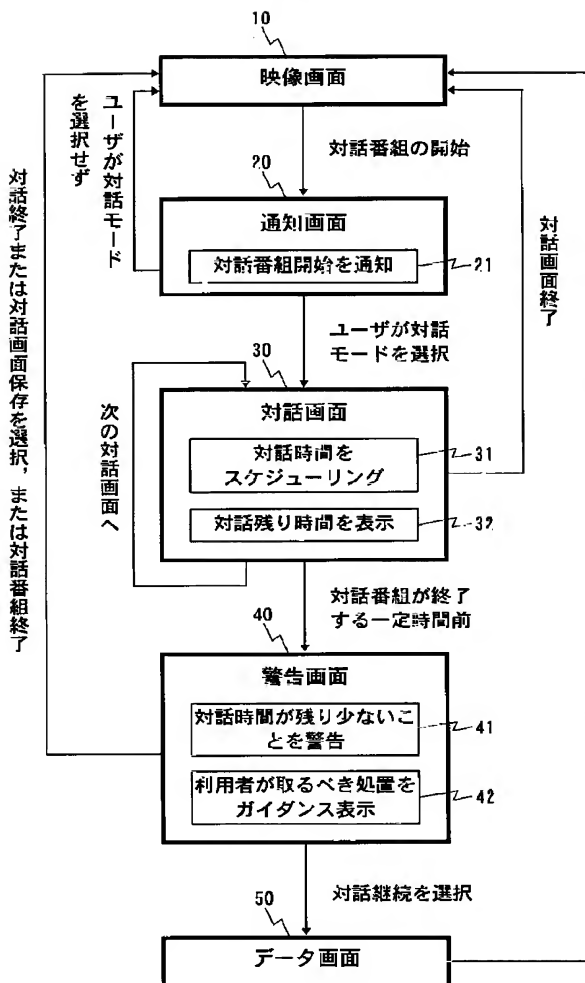 10
映像画面
対話番組の開始
20
通知画面
対話番組開始を通知
21
ユーザが対話モード
を選択せず
ユーザが対話
モードを選択
30
対話画面
対話時間を
スケジューリング
31
対話残り時間を表示
32
次の対話画面へ
対話画面終了
対話番組が終了
する一定時間前
40
警告画面
対話時間が残り少ないこ
とを警告
41
利用者が取るべき処置を
ガイダンス表示
42
対話終了または対話画面保存を選択，または対話番組終了
対話継続を選択
50
データ画面